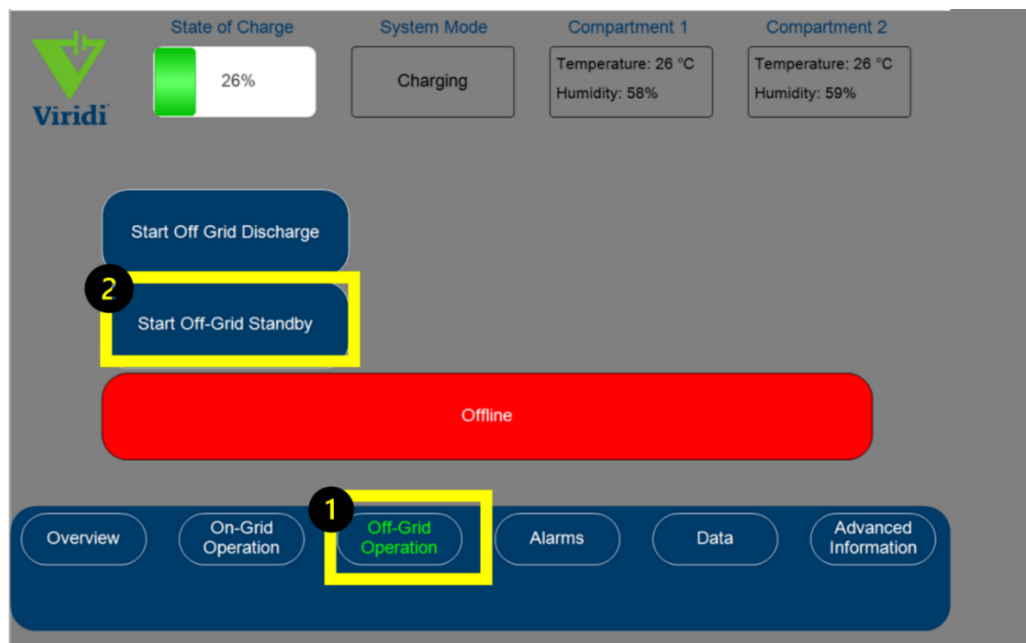 State of Charge
System Mode
Compartment 1
Compartment 2
Viridi
26%
Charging
Temperature: 26 °C
Humidity: 58%
Temperature: 26 °C
Humidity: 59%
Start Off Grid Discharge
2
Start Off-Grid Standby
Offline
1
Overview
On-Grid
Operation
Off-Grid
Operation
Alarms
Data
Advanced
Information